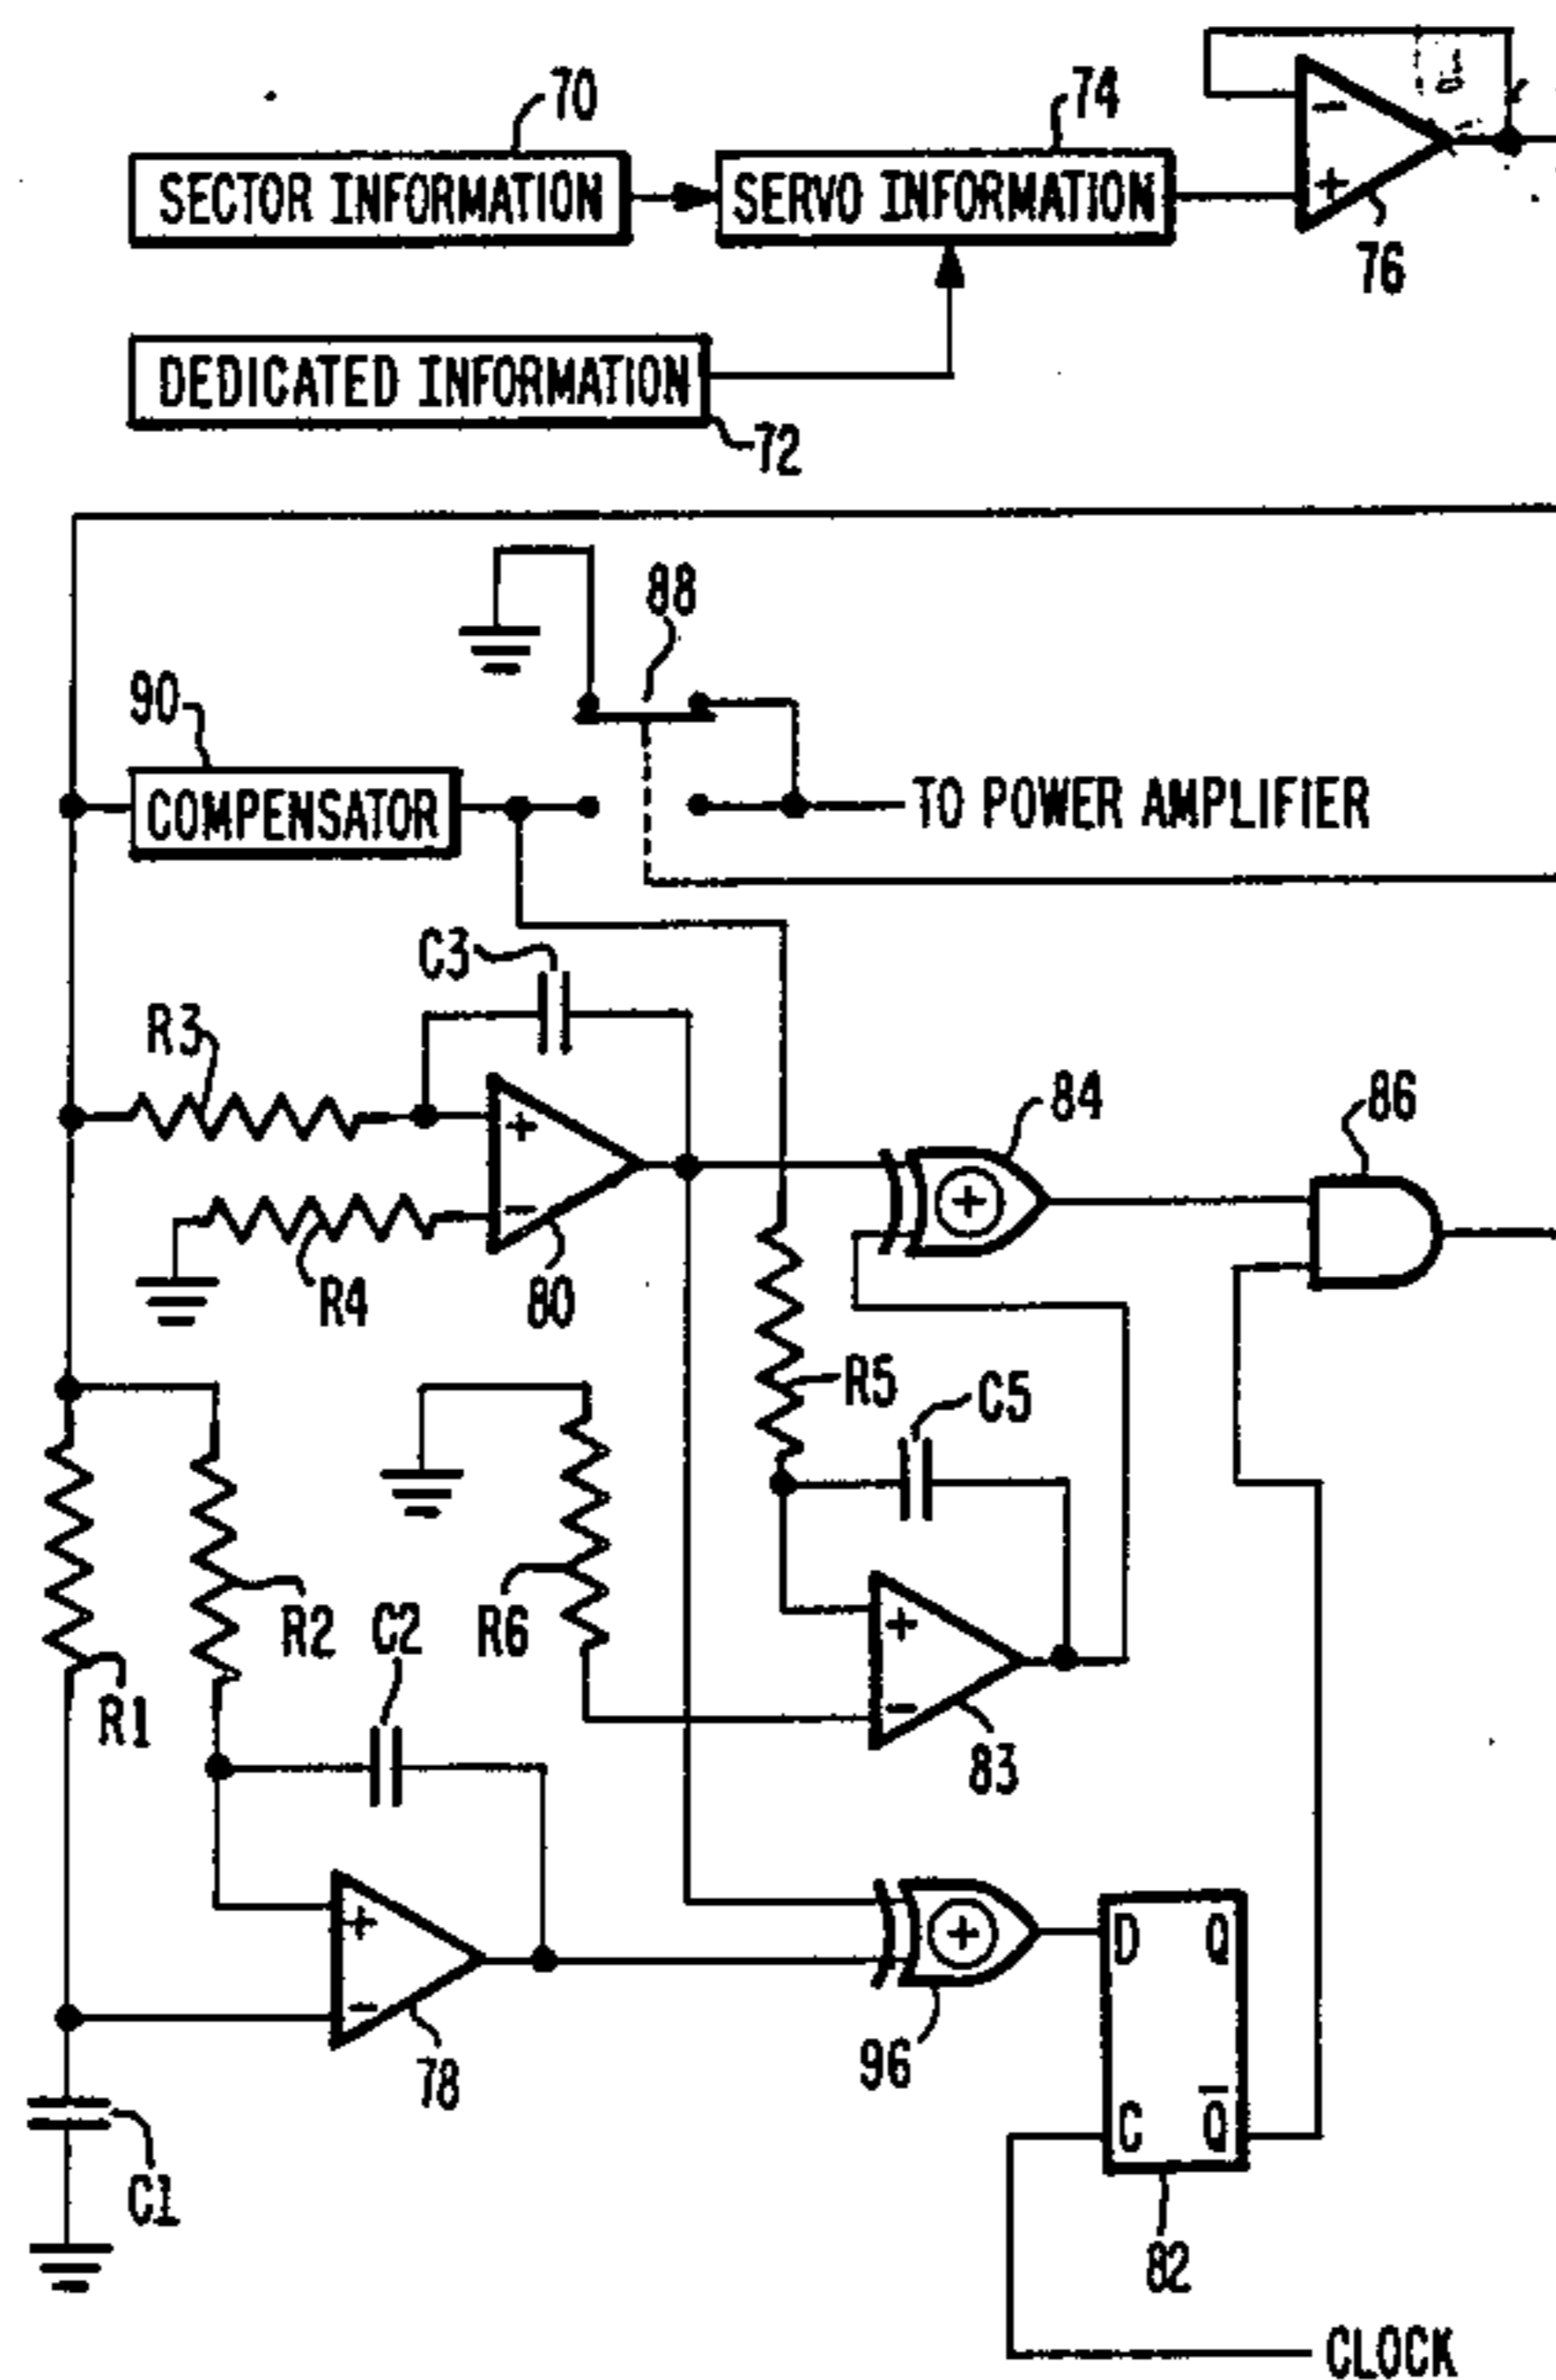 70
74
SECTOR INFORMATION
SERVO INFORMATION
−
+
76
DEDICATED INFORMATION
72
88
90
COMPENSATOR
TO POWER AMPLIFIER
C3
R3
84
86
+
−
+
R4
80
R5
C5
R2
C2
R6
+
−
R1
83
+
−
+
D Q
78
96
C Q̅
C1
82
CLOCK